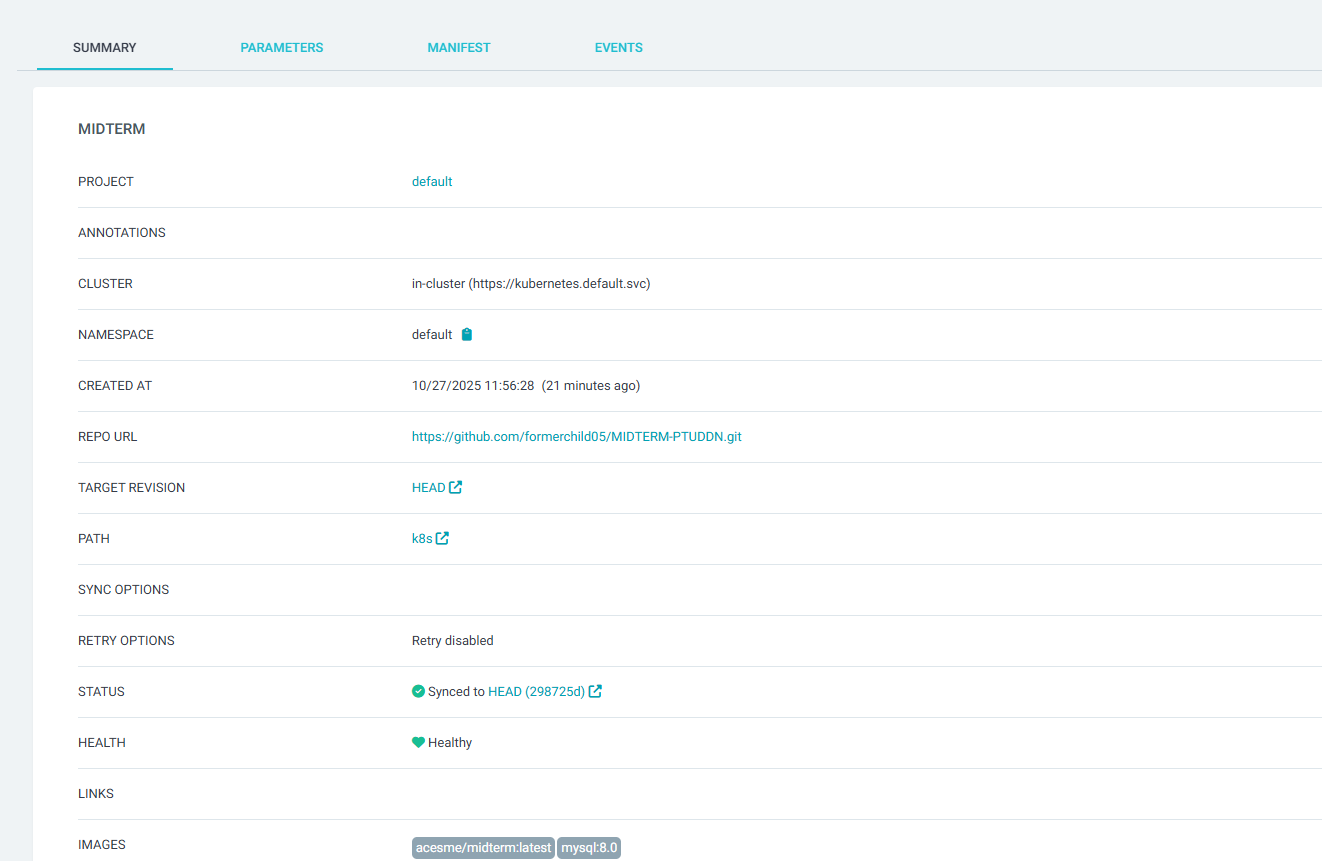 SUMMARY PARAMETERS MANIFEST EVENTS
MIDTERM
PROJECT default
ANNOTATIONS
CLUSTER in-cluster (https://kubernetes.default.svc)
NAMESPACE default
CREATED AT 10/27/2025 11:56:28 (21 minutes ago)
REPO URL https://github.com/formerchild05/MIDTERM-PTUDDN.git
TARGET REVISION HEAD
PATH k8s
SYNC OPTIONS
RETRY OPTIONS Retry disabled
STATUS Synced to HEAD (298725d)
HEALTH Healthy
LINKS
IMAGES acesme/midterm:latest mysql:8.0